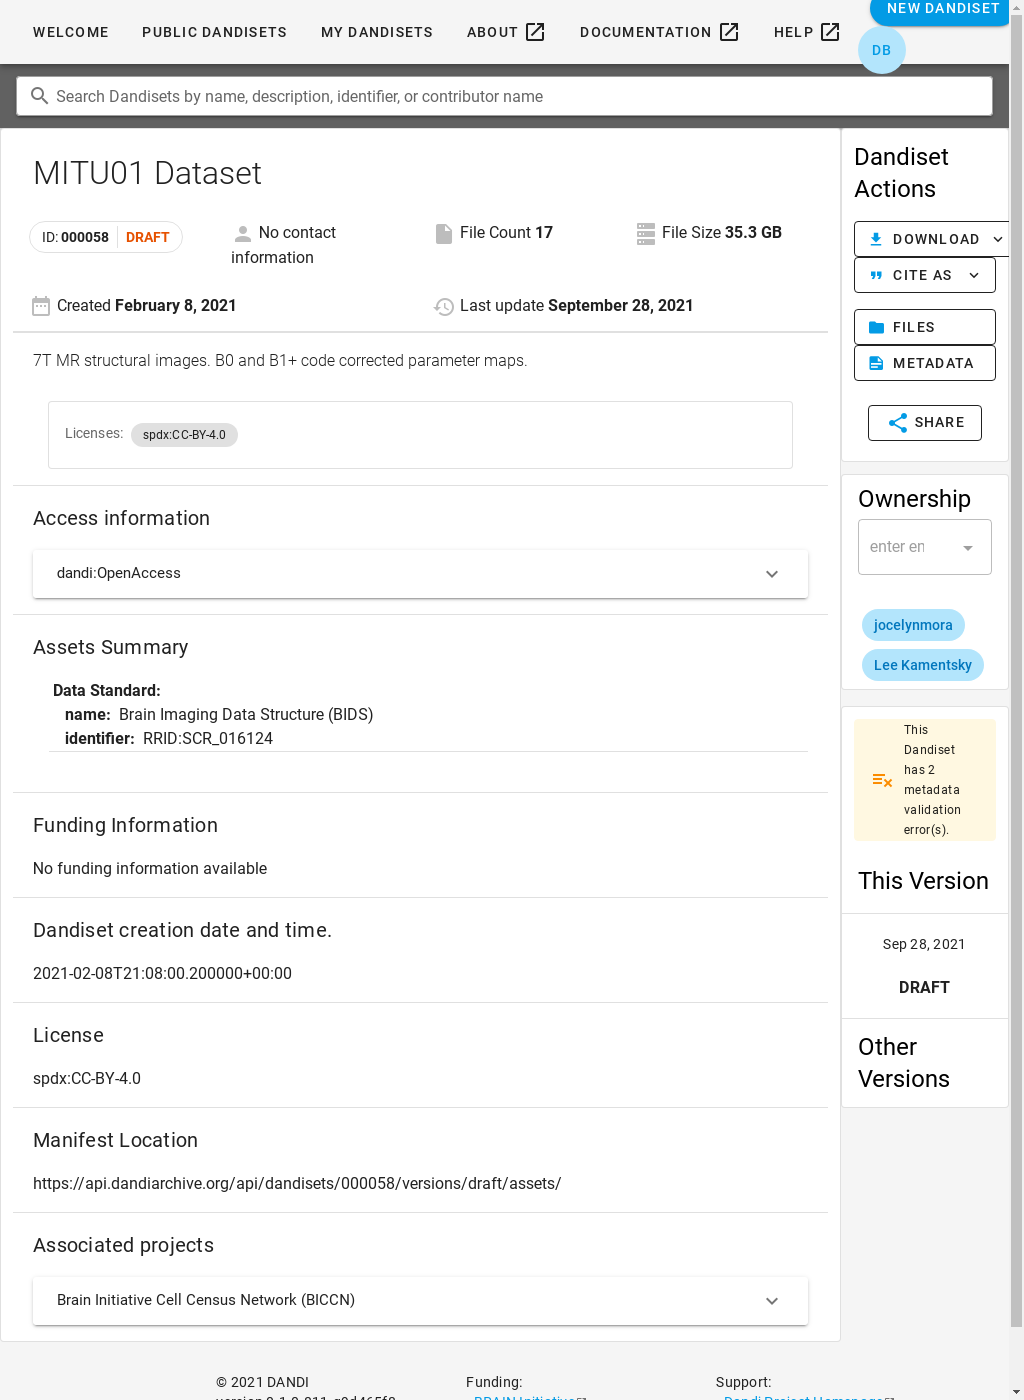 WELCOME
PUBLIC DANDISETS
MY DANDISETS
ABOUT
DOCUMENTATION
HELP
NEW DANDISET
DB
Search Dandisets by name, description, identifier, or contributor name
MITU01 Dataset
ID: 000058 DRAFT
No contact
information
File Count 17
File Size 35.3 GB
Created February 8, 2021
Last update September 28, 2021
7T MR structural images. B0 and B1+ code corrected parameter maps.
Licenses: spdx:CC-BY-4.0
Access information
dandi:OpenAccess
Assets Summary
Data Standard:
name: Brain Imaging Data Structure (BIDS)
identifier: RRID:SCR_016124
Funding Information
No funding information available
Dandiset creation date and time.
2021-02-08T21:08:00.200000+00:00
License
spdx:CC-BY-4.0
Manifest Location
https://api.dandiarchive.org/api/dandisets/000058/versions/draft/assets/
Associated projects
Brain Initiative Cell Census Network (BICCN)
Dandiset
Actions
DOWNLOAD
CITE AS
FILES
METADATA
SHARE
Ownership
enter en
jocelynmora
Lee Kamentsky
This
Dandiset
has 2
metadata
validation
error(s).
This Version
Sep 28, 2021
DRAFT
Other
Versions
© 2021 DANDI
Funding:
Support:
BRAIN Initiative
Dandi Project Homepage